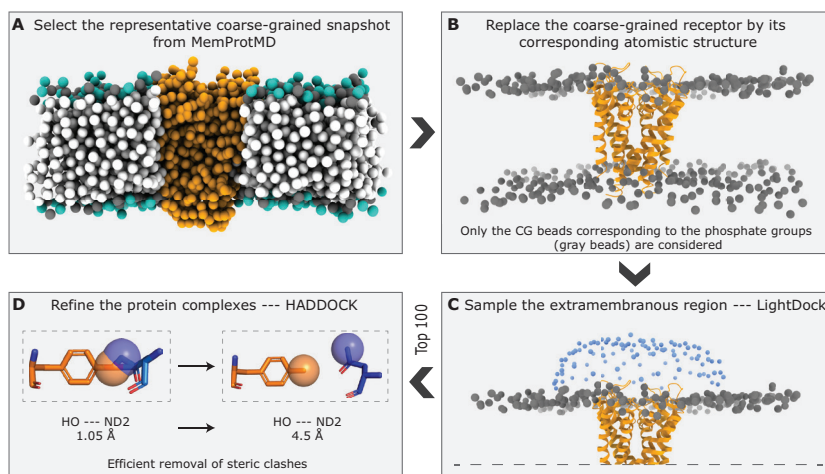 A Select the representative coarse-grained snapshot
from MemProtMD
B Replace the coarse-grained receptor by its
corresponding atomistic structure
Only the CG beads corresponding to the phosphate groups
(gray beads) are considered
C Sample the extramembranous region --- LightDock
Top 100
D Refine the protein complexes --- HADDOCK
HO --- ND2
1.05 Å
HO --- ND2
4.5 Å
Efficient removal of steric clashes